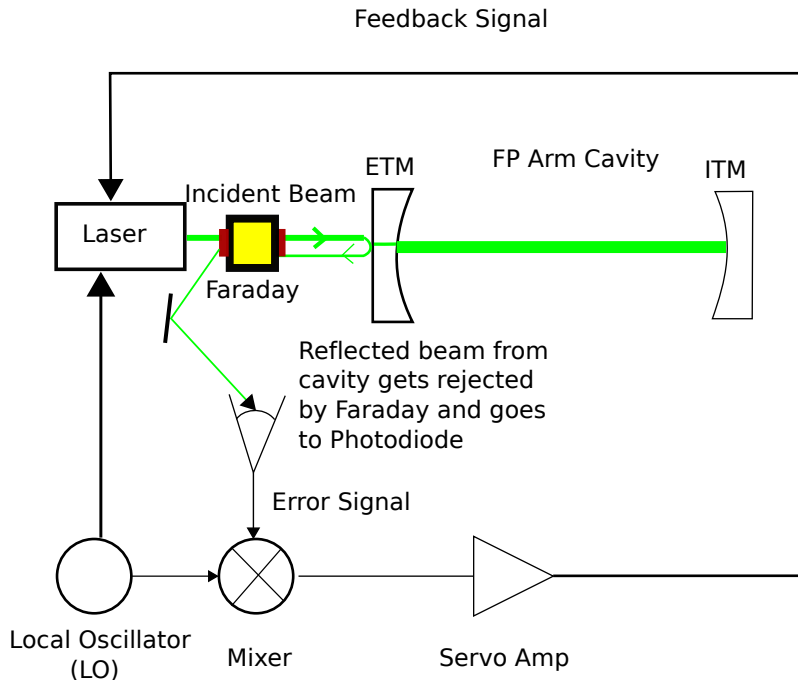 Feedback Signal
ETM
FP Arm Cavity
ITM
Incident Beam
Laser
Faraday
Reflected beam from
cavity gets rejected
by Faraday and goes
to Photodiode
Error Signal
Local Oscillator
(LO)
Mixer
Servo Amp